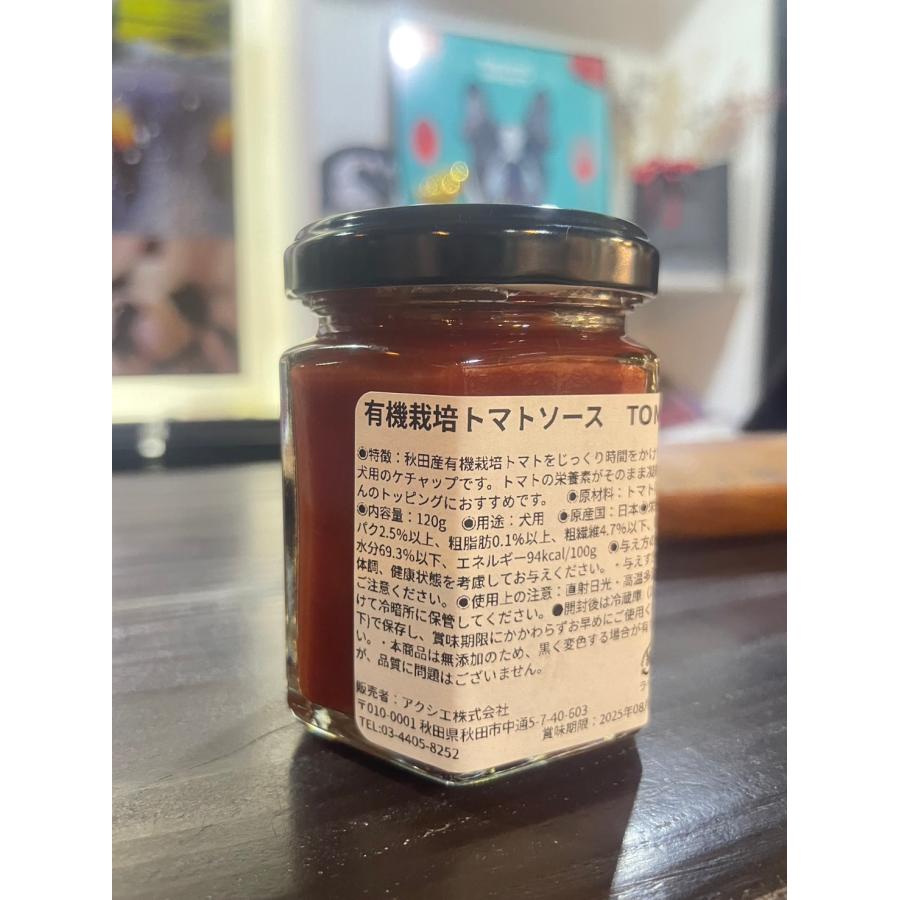 有機栽培トマトソース TOM
◉特徴：秋田産有機栽培トマトをじっくり時間をかけ
犬用のケチャップです。トマトの栄養素がそのまま凝
んのトッピングにおすすめです。 ◉原材料：トマト
◉内容量：120g ◉用途：犬用 ◉原産国：日本◉栄
パク2.5%以上、粗脂肪0.1%以上、粗繊維4.7%以下、
水分69.3%以下、エネルギー94kcal/100g ◉与え方の
体調、健康状態を考慮してお与えください。・与えす
ご注意ください。◉使用上の注意：直射日光・高温多
けて冷暗所に保管してください。●開封後は冷蔵庫
下)で保存し、賞味期限にかかわらずお早めにご使用く
い。・本商品は無添加のため、黒く変色する場合が有
が、品質に問題はございません。
販売者：アクシエ株式会社
〒010-0001 秋田県秋田市中通5-7-40-603
TEL:03-4405-8252 賞味期限：2025年08/